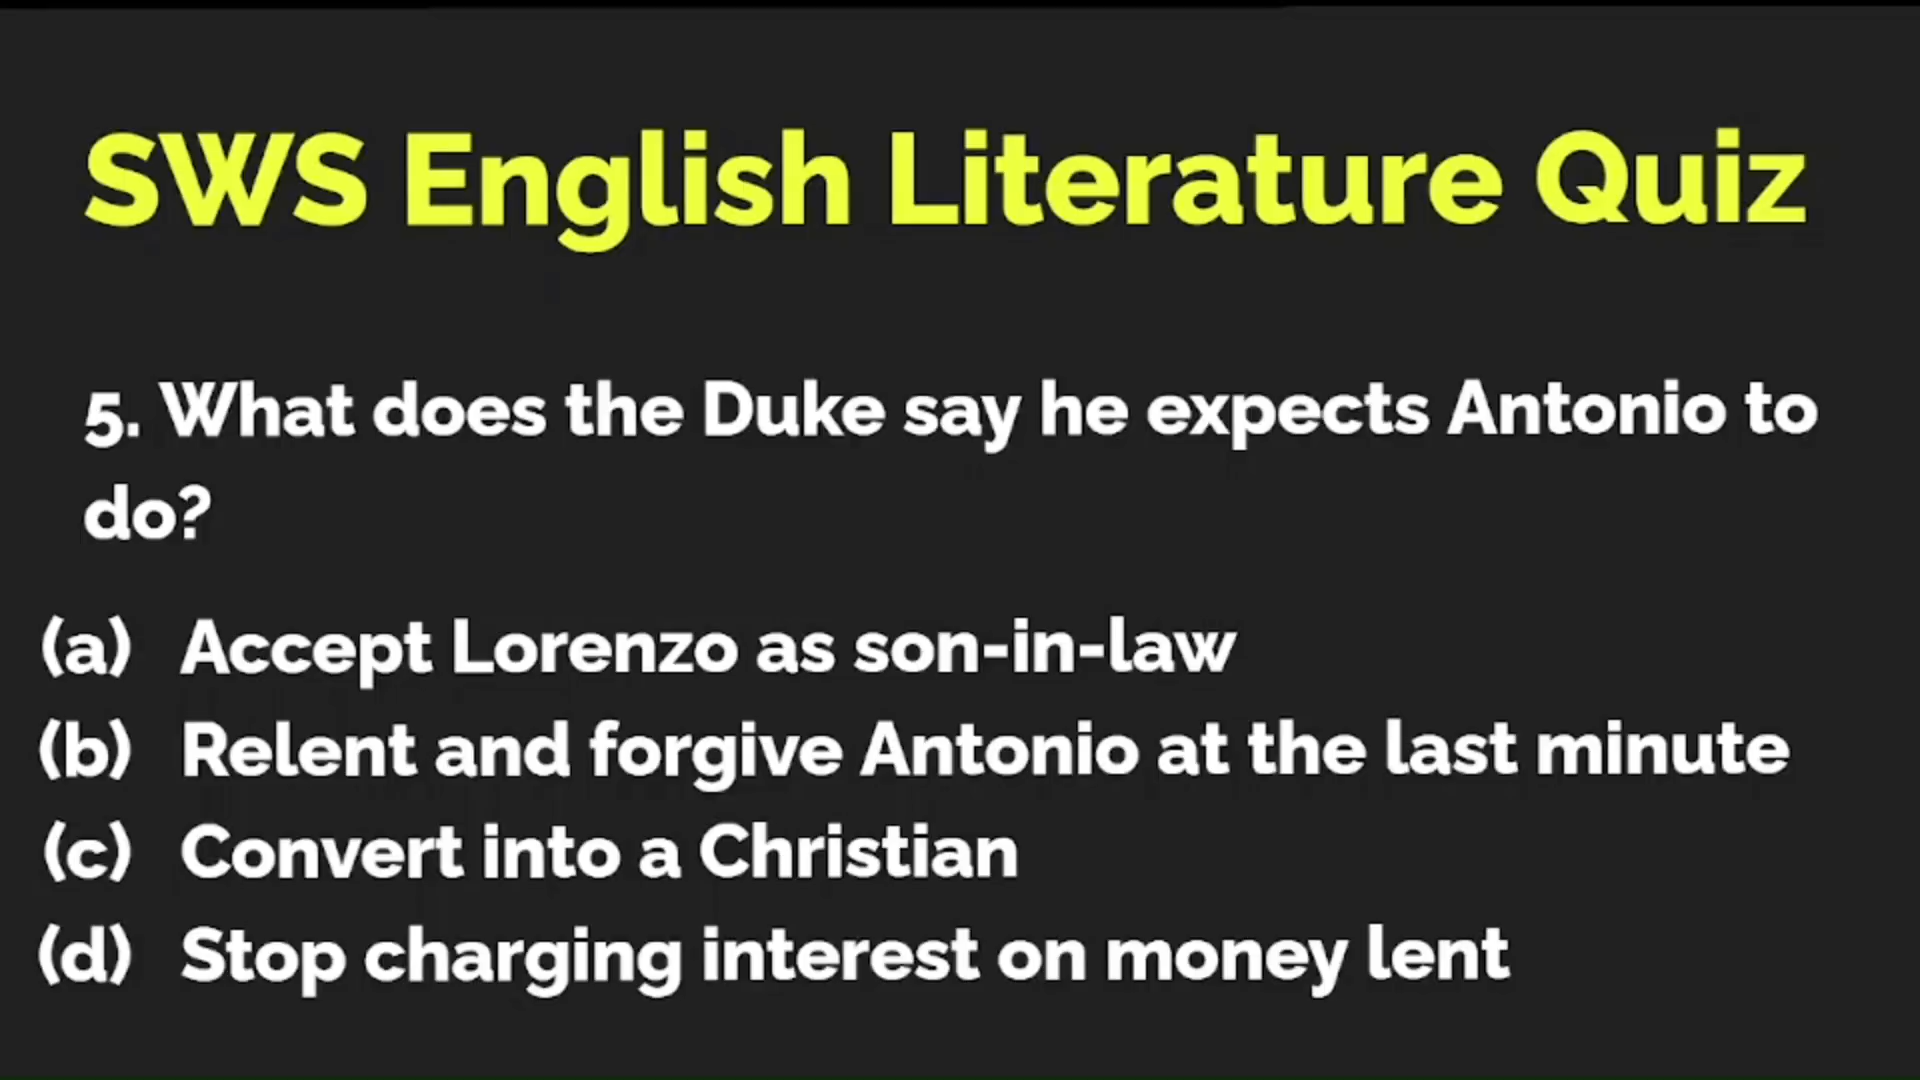 SWS English Literature Quiz
5. What does the Duke say he expects Antonio to
do?
(a) Accept Lorenzo as son-in-law
(b) Relent and forgive Antonio at the last minute
(c) Convert into a Christian
(d) Stop charging interest on money lent